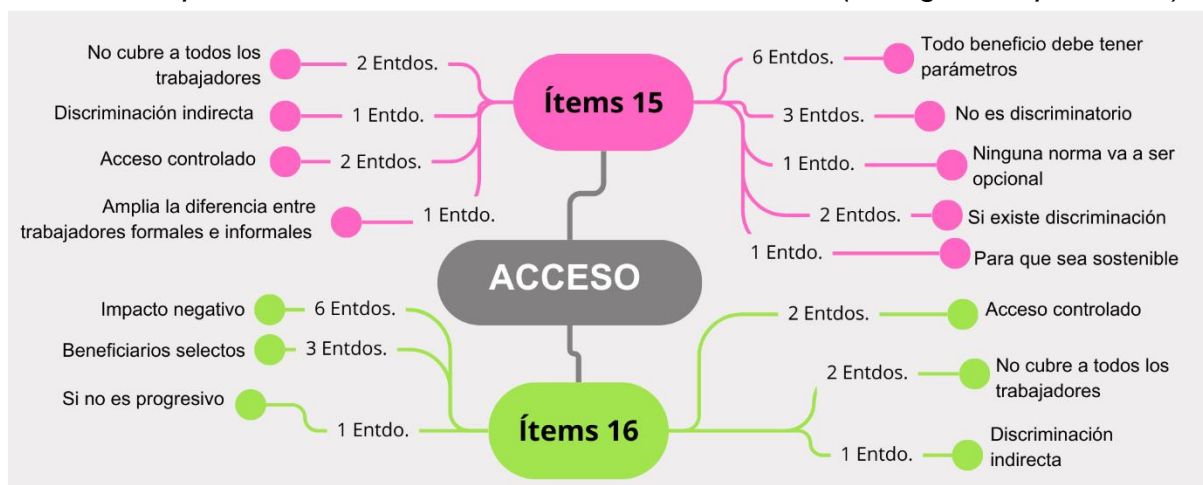 No cubre a todos los
trabajadores
2 Entdos.
Discriminación indirecta
1 Entdo.
Acceso controlado
2 Entdos.
Amplia la diferencia entre
trabajadores formales e informales
1 Entdo.
Ítems 15
6 Entdos.
Todo beneficio debe tener
parámetros
3 Entdos.
No es discriminatorio
1 Entdo.
Ninguna norma va a ser
opcional
2 Entdos.
Si existe discriminación
1 Entdo.
Para que sea sostenible
ACCESO
Impacto negativo
6 Entdos.
Beneficiarios selectos
3 Entdos.
Si no es progresivo
1 Entdo.
Ítems 16
2 Entdos.
Acceso controlado
2 Entdos.
No cubre a todos los
trabajadores
1 Entdo.
Discriminación
indirecta